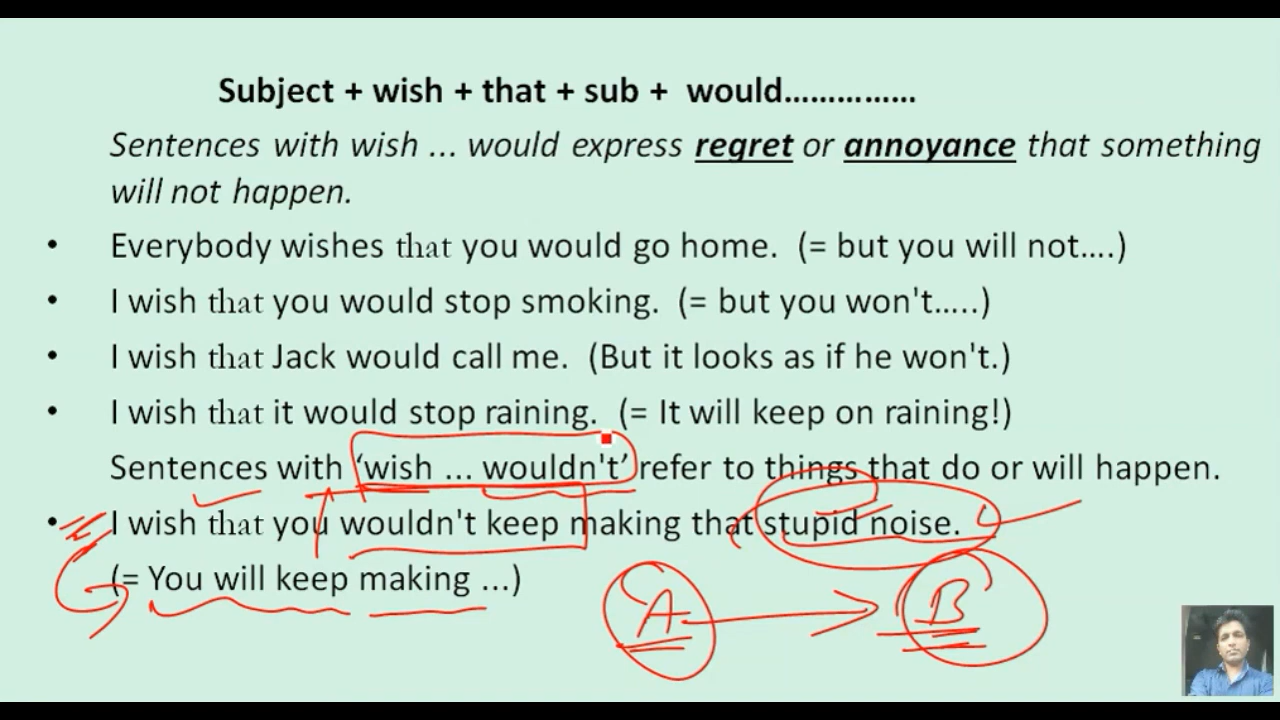 Subject + wish + that + sub + would……………
Sentences with wish ... would express regret or annoyance that something
will not happen.
• Everybody wishes that you would go home. (= but you will not....)
• I wish that you would stop smoking. (= but you won't…..)
• I wish that Jack would call me. (But it looks as if he won't.)
• I wish that it would stop raining. (= It will keep on raining!)
Sentences with ‘wish ... wouldn't’ refer to things that do or will happen.
• I wish that you wouldn't keep making that stupid noise.
(= You will keep making ...)
A B